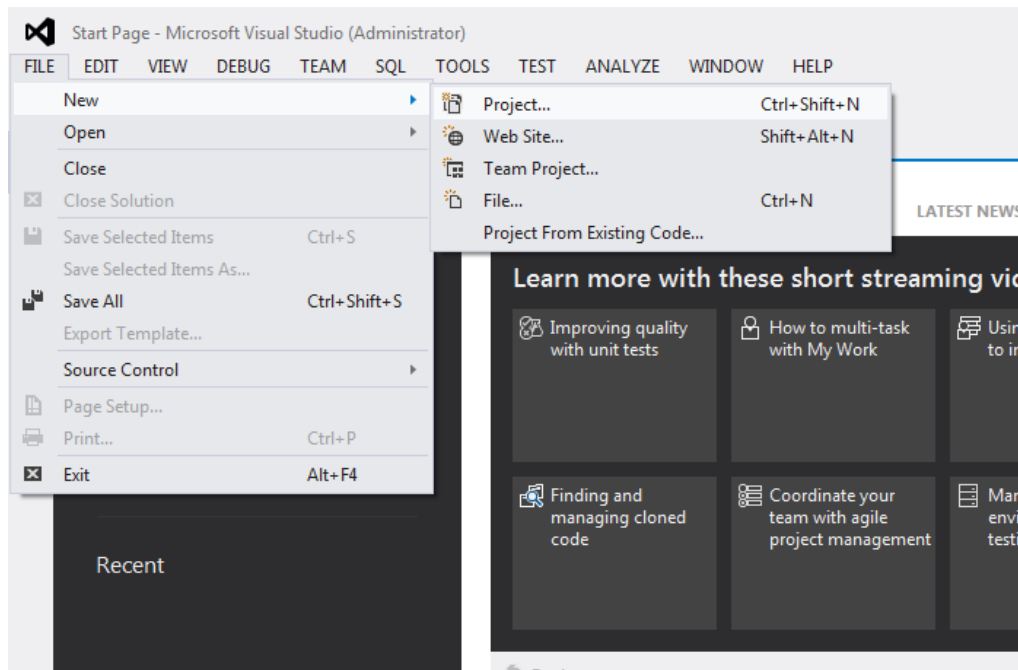 Start Page - Microsoft Visual Studio (Administrator)
FILE EDIT VIEW DEBUG TEAM SQL TOOLS TEST ANALYZE WINDOW HELP
New
Open
Close
Close Solution
Save Selected Items Ctrl+S
Save Selected Items As...
Save All Ctrl+Shift+S
Export Template...
Source Control
Page Setup...
Print... Ctrl+P
Exit Alt+F4
Project... Ctrl+Shift+N
Web Site... Shift+Alt+N
Team Project...
File... Ctrl+N
Project From Existing Code...
LATEST NEWS
Learn more with these short streaming
Improving quality
with unit tests
How to multi-task
with My Work
to
Finding and
managing cloned
code
Coordinate your
team with agile
project management
Recent